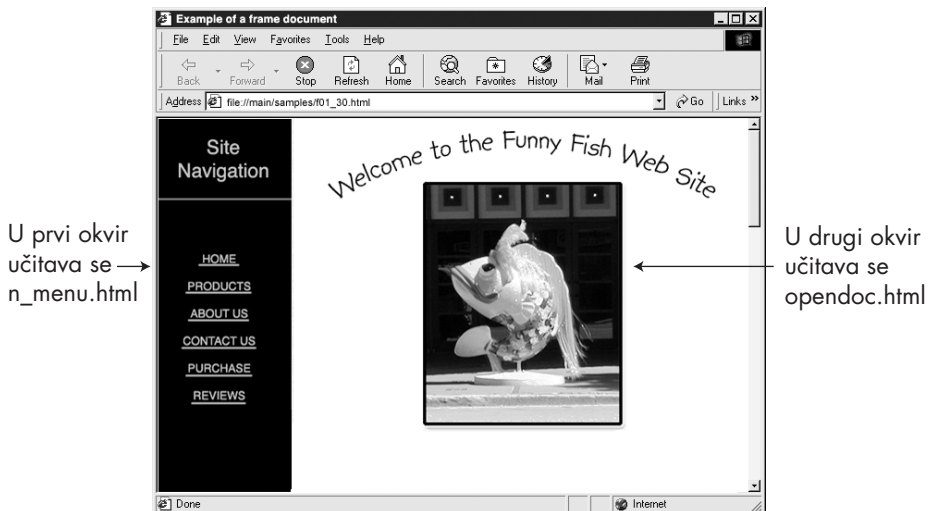 Example of a frame document
File Edit View Favorites Tools Help
Back Forward Stop Refresh Home Search Favorites History Mail Print
Address file://main/samples/f01_30.html Go Links »
Site
Navigation
HOME
PRODUCTS
ABOUT US
CONTACT US
PURCHASE
REVIEWS
Welcome to the Funny Fish Web Site
U prvi okvir
učitava se
n_menu.html
U drugi okvir
učitava se
opendoc.html
Done Internet